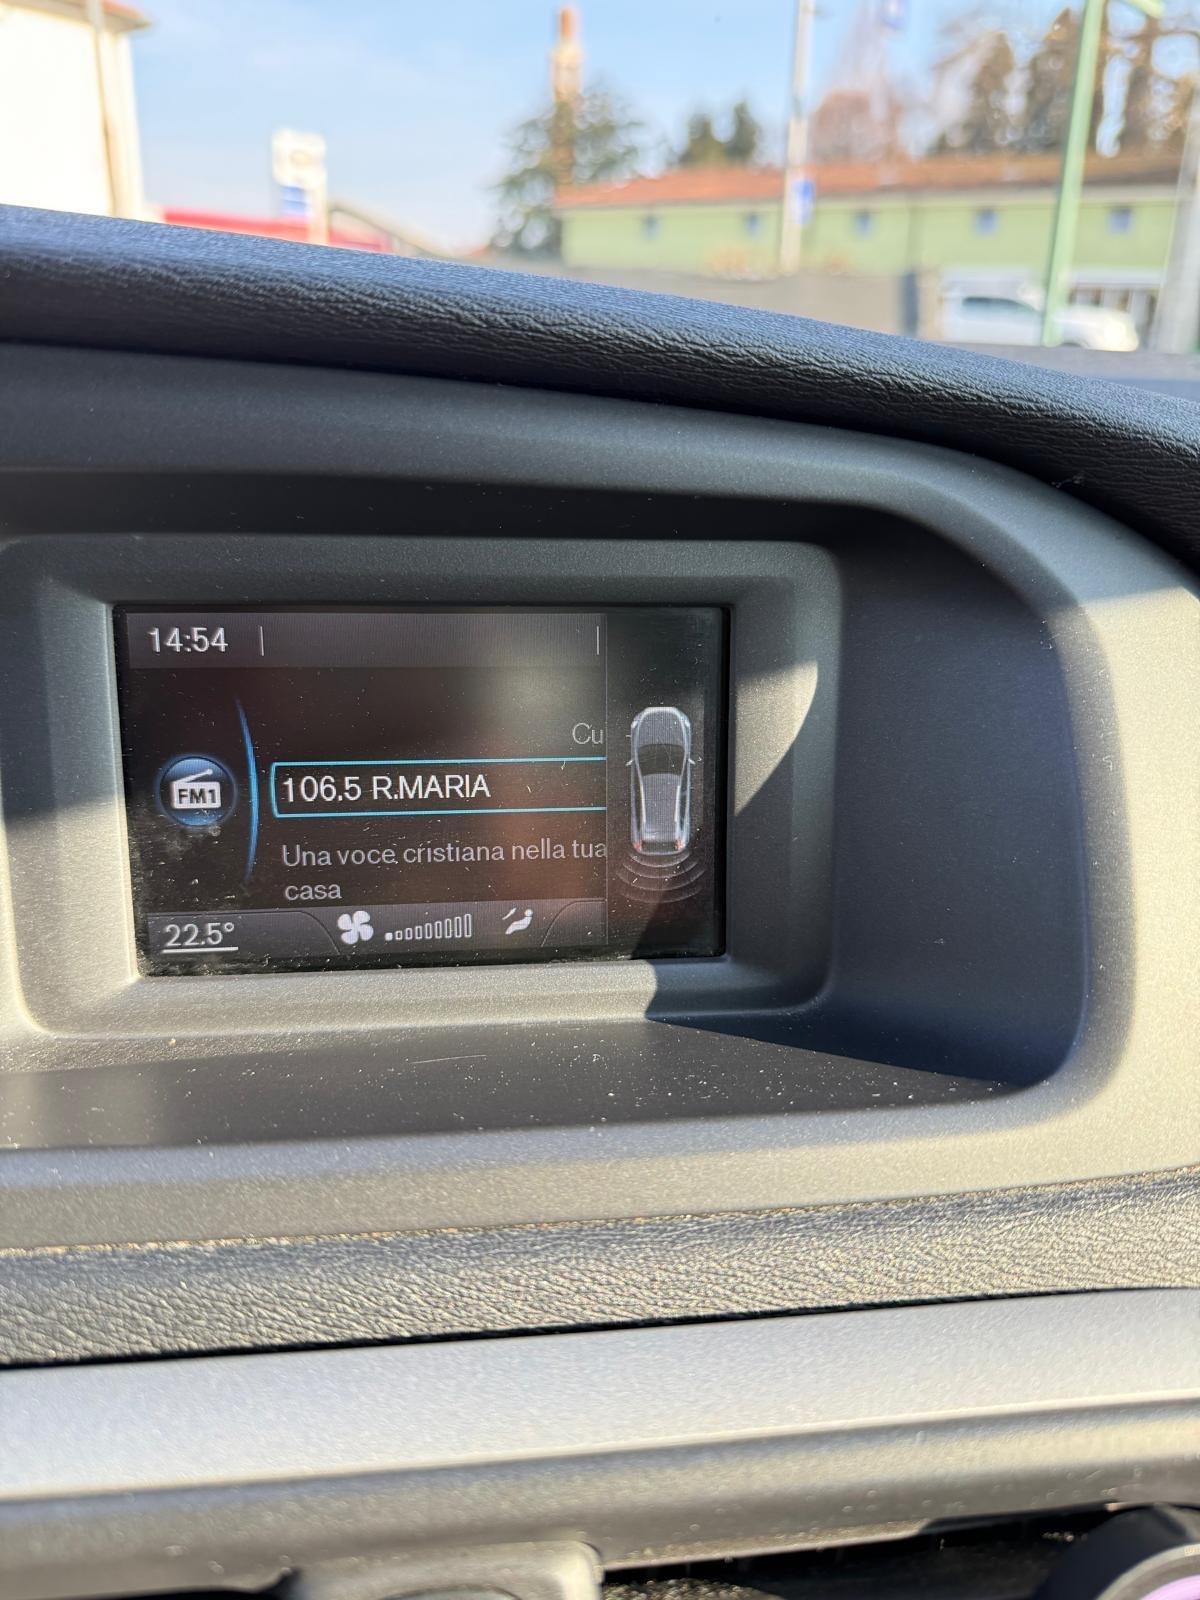 14:54
Cu
FM1
106.5 R.MARIA
Una voce cristiana nella tua
casa
22.5°